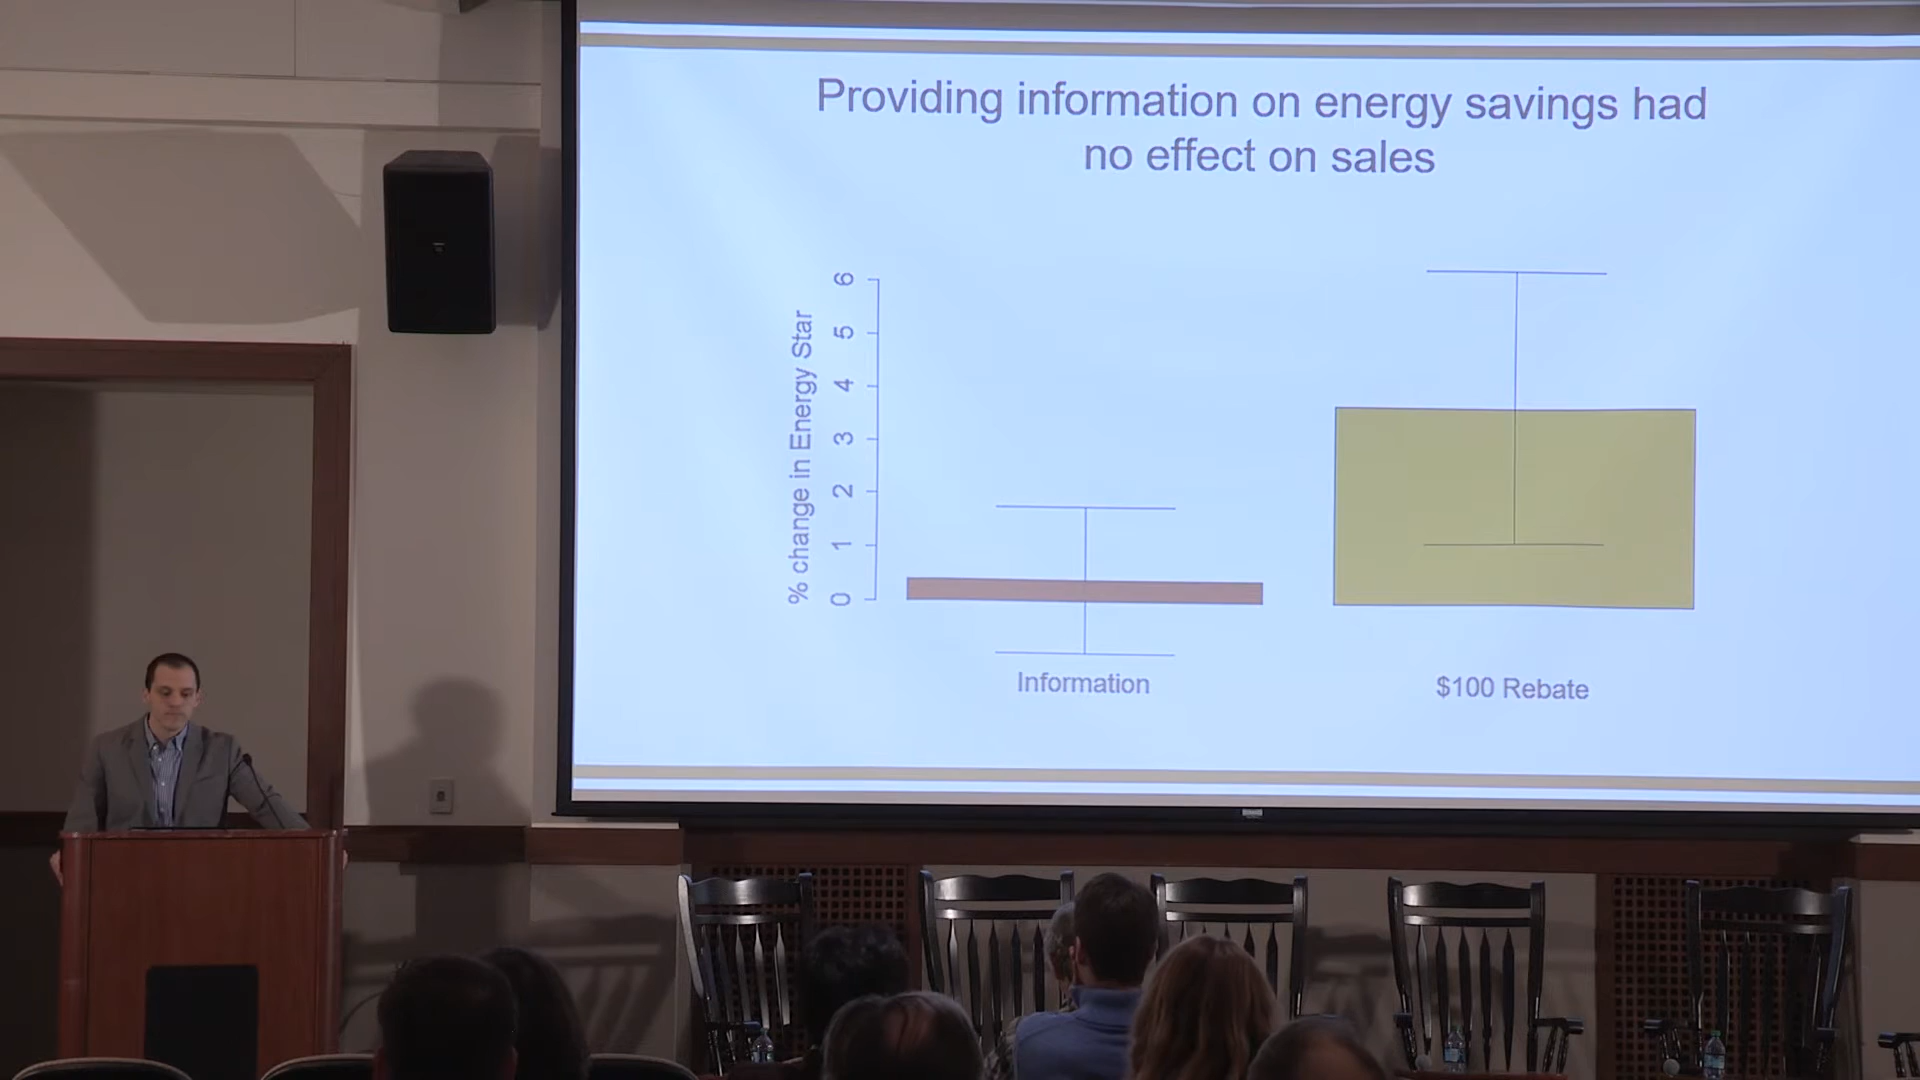 Providing information on energy savings had
no effect on sales
% change in Energy Star
6
5
4
3
2
1
0
Information
$100 Rebate